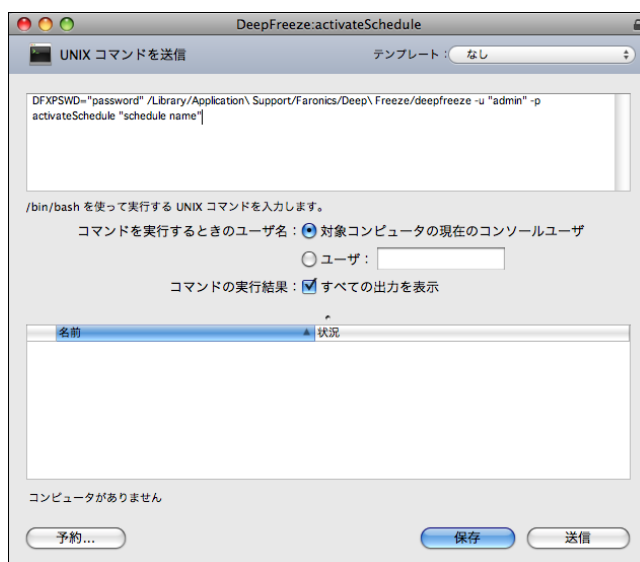 DeepFreeze:activateSchedule
UNIX コマンドを送信
テンプレート： なし
DFXPSWD="password" /Library/Application\ Support/Faronics/Deep\ Freeze/deepfreeze -u "admin" -p
activateSchedule "schedule name"
/bin/bash を使って実行する UNIX コマンドを入力します。
コマンドを実行するときのユーザ名： 対象コンピュータの現在のコンソールユーザ
ユーザ：
コマンドの実行結果： すべての出力を表示
名前 状況
コンピュータがありません
予約... 保存 送信